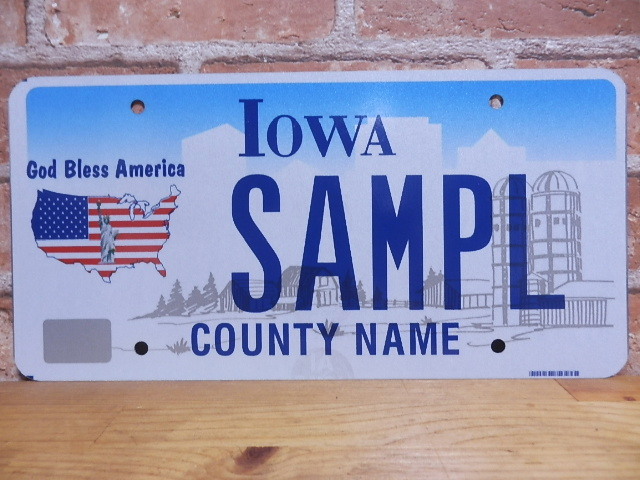 Iowa
God Bless America
SAMPL
COUNTY NAME